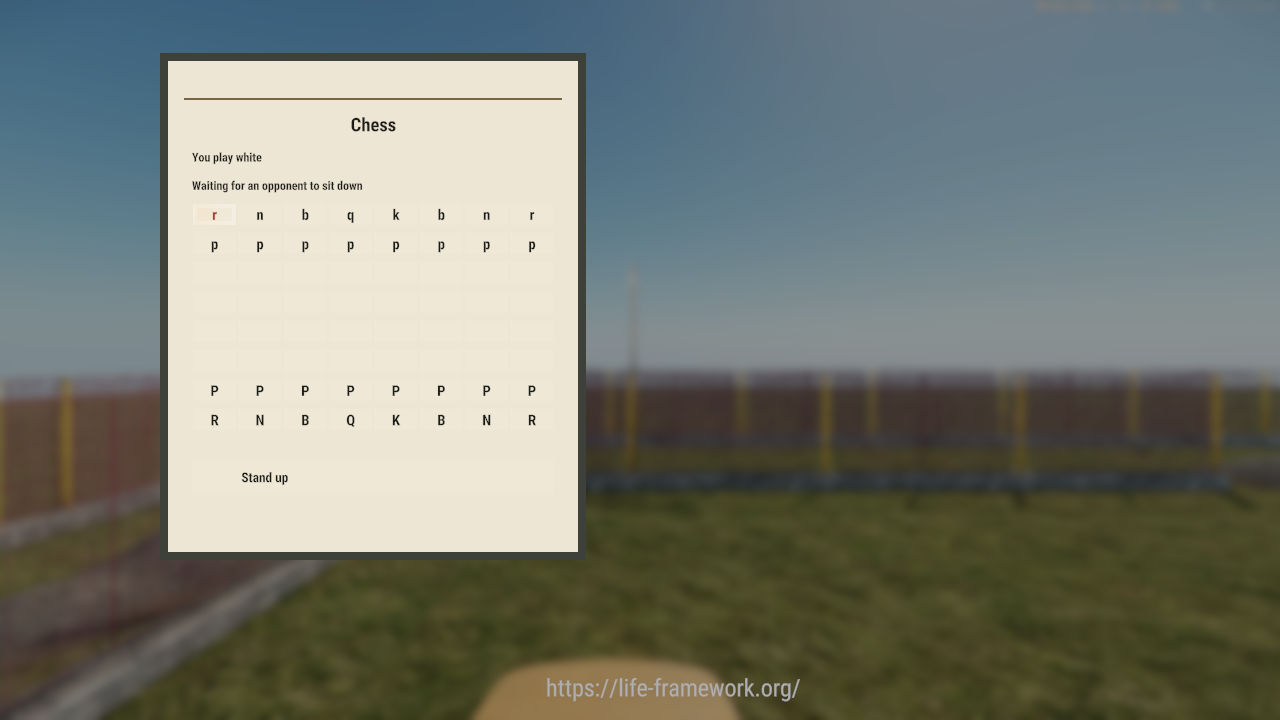 Chess
You play white
Waiting for an opponent to sit down
r n b q k b n r
p p p p p p p p
P P P P P P P P
R N B Q K B N R
Stand up
https://life-framework.org/